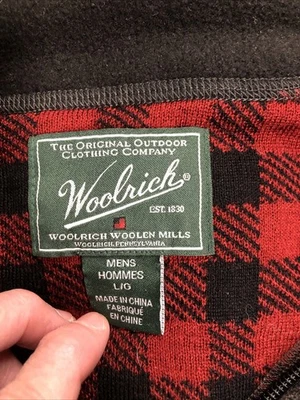 THE ORIGINAL OUTDOOR
CLOTHING COMPANY
Woolrich®
EST. 1830
WOOLRICH WOOLEN MILLS
WOOLRICH, PENNSYLVANIA
MENS
HOMMES
L/G
MADE IN CHINA
FABRIQUÉ
EN CHINE